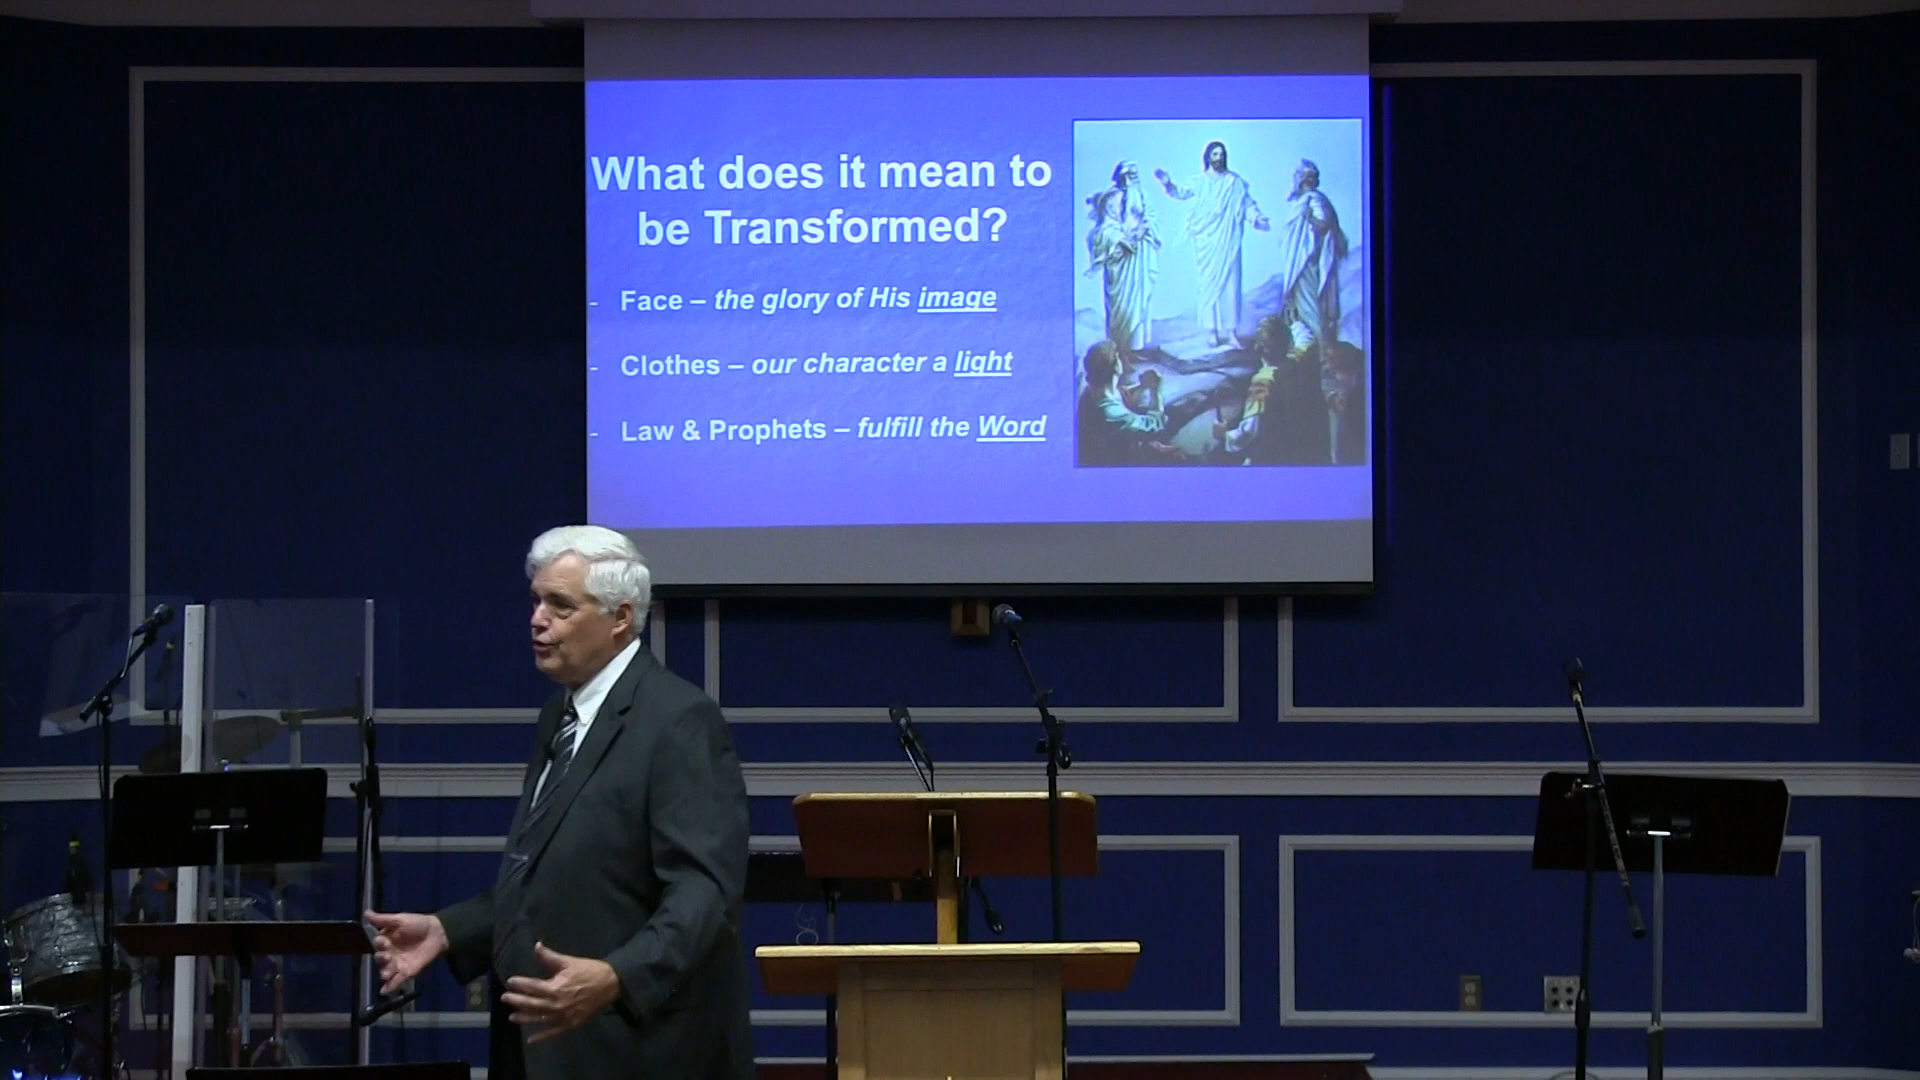 What does it mean to
be Transformed?
- Face – the glory of His image
- Clothes – our character a light
- Law & Prophets – fulfill the Word